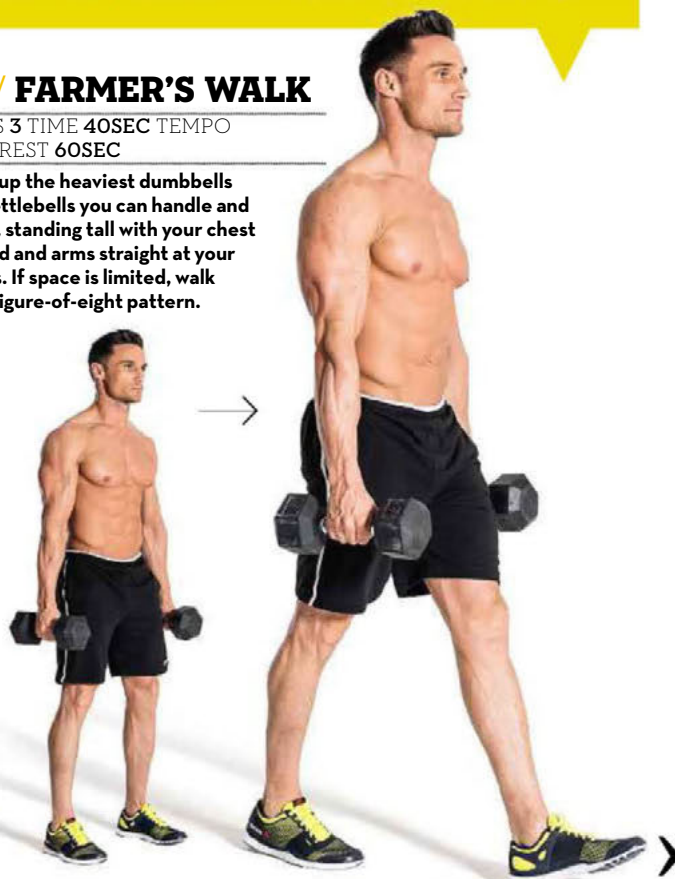 / FARMER'S WALK
S 3 TIME 40SEC TEMPO
REST 60SEC
up the heaviest dumbbells
ttlebells you can handle and
standing tall with your chest
d and arms straight at your
s. If space is limited, walk
igure-of-eight pattern.